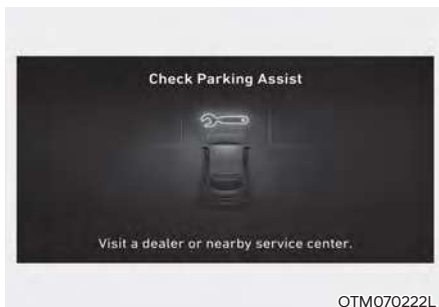 Check Parking Assist
Visit a dealer or nearby service center.
OTM070222L